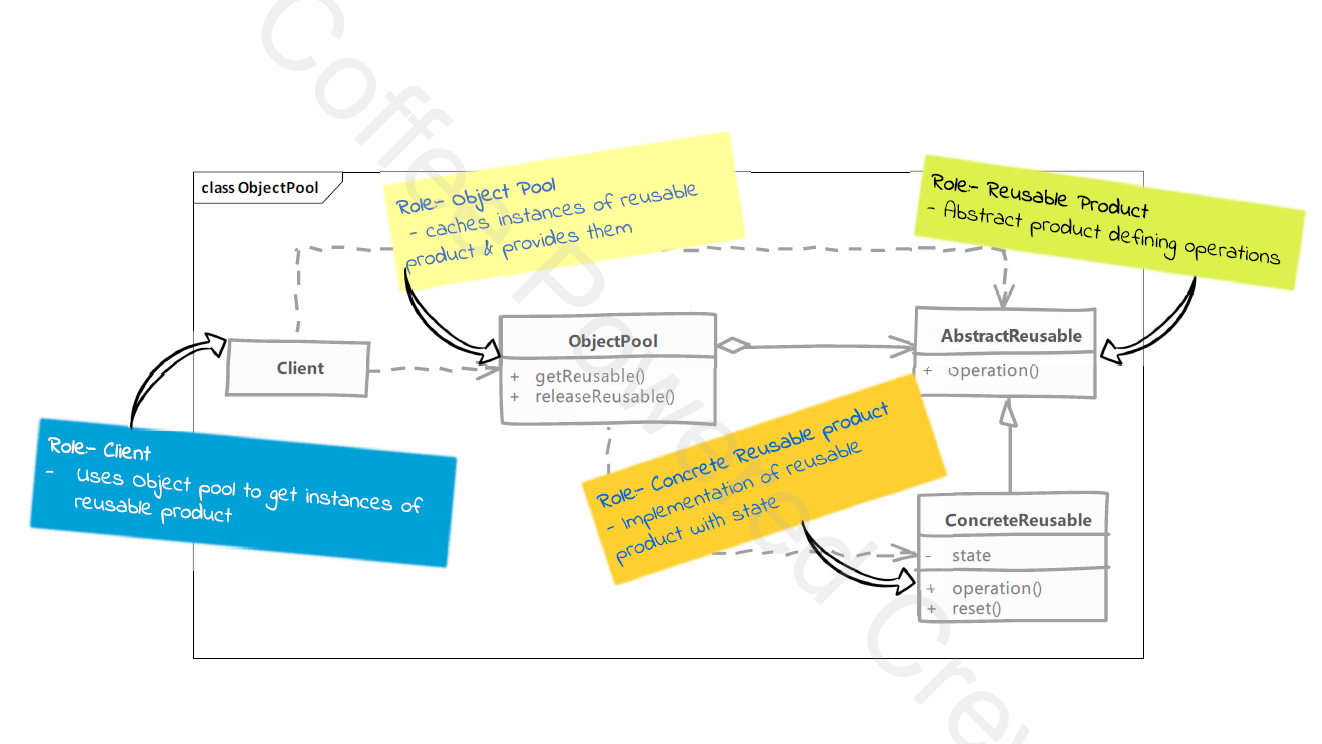 class ObjectPool
Role:- Object Pool
- caches instances of reusable
product & provides them
Role:- Reusable Product
- Abstract product defining operations
Client
ObjectPool
+ getReusable()
+ releaseReusable()
AbstractReusable
+ operation()
Role:- Client
- Uses Object pool to get instances of
reusable product
Role:- Concrete Reusable product
- Implementation of reusable
product with state
ConcreteReusable
- state
+ operation()
+ reset()
Coffee Powered Crew